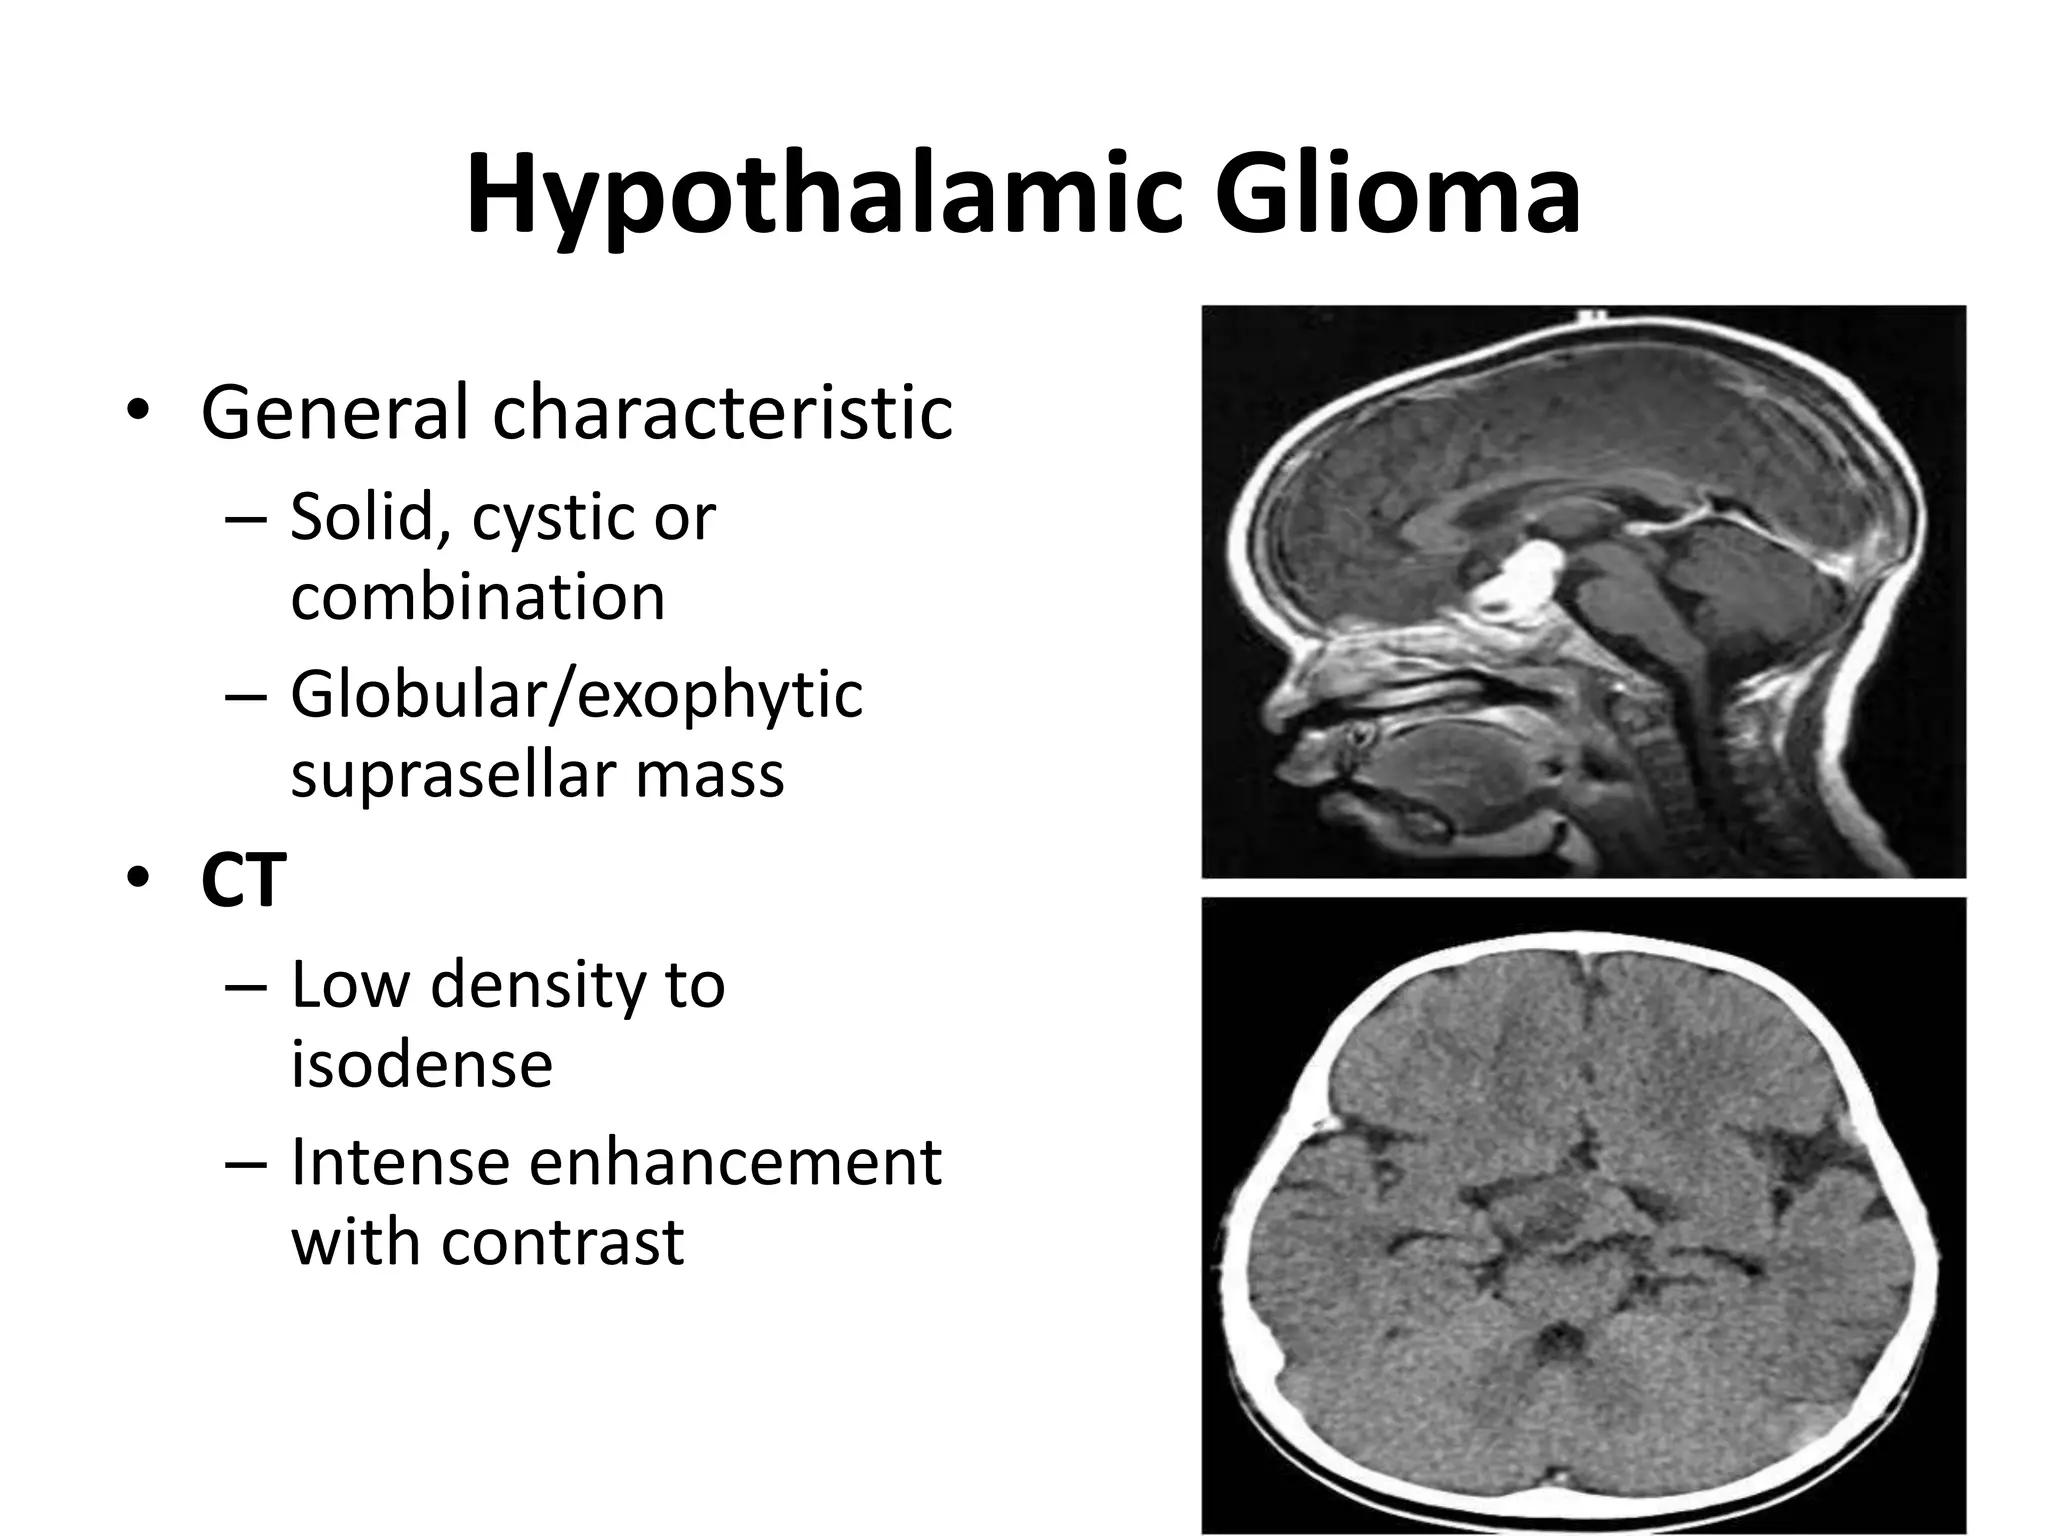 Hypothalamic Glioma
• General characteristic
– Solid, cystic or
combination
– Globular/exophytic
suprasellar mass
• CT
– Low density to
isodense
– Intense enhancement
with contrast